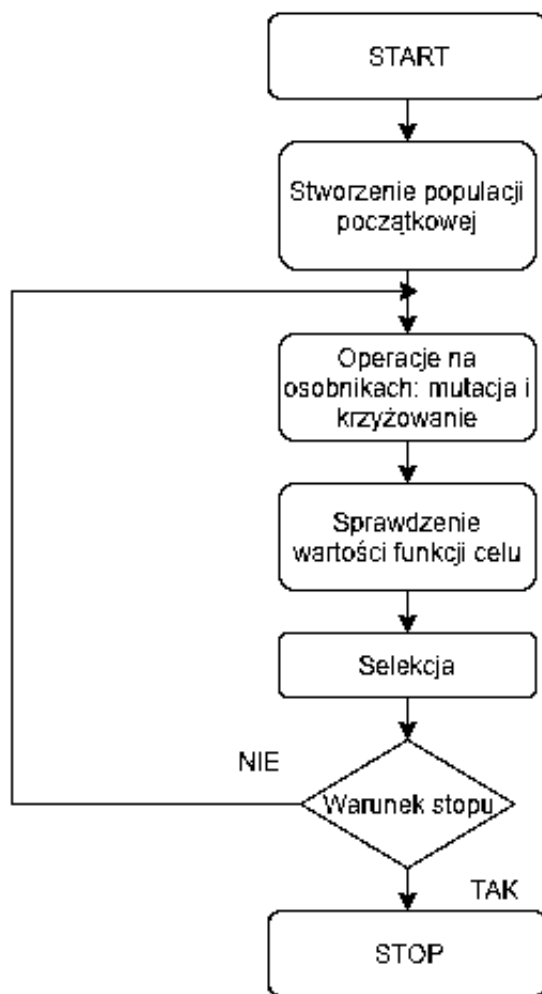 START
Stworzenie populacji
początkowej
Operacje na
osobnikach: mutacja i
krzyżowanie
Sprawdzenie
wartości funkcji celu
Selekcja
NIE
Warunek stopu
TAK
STOP